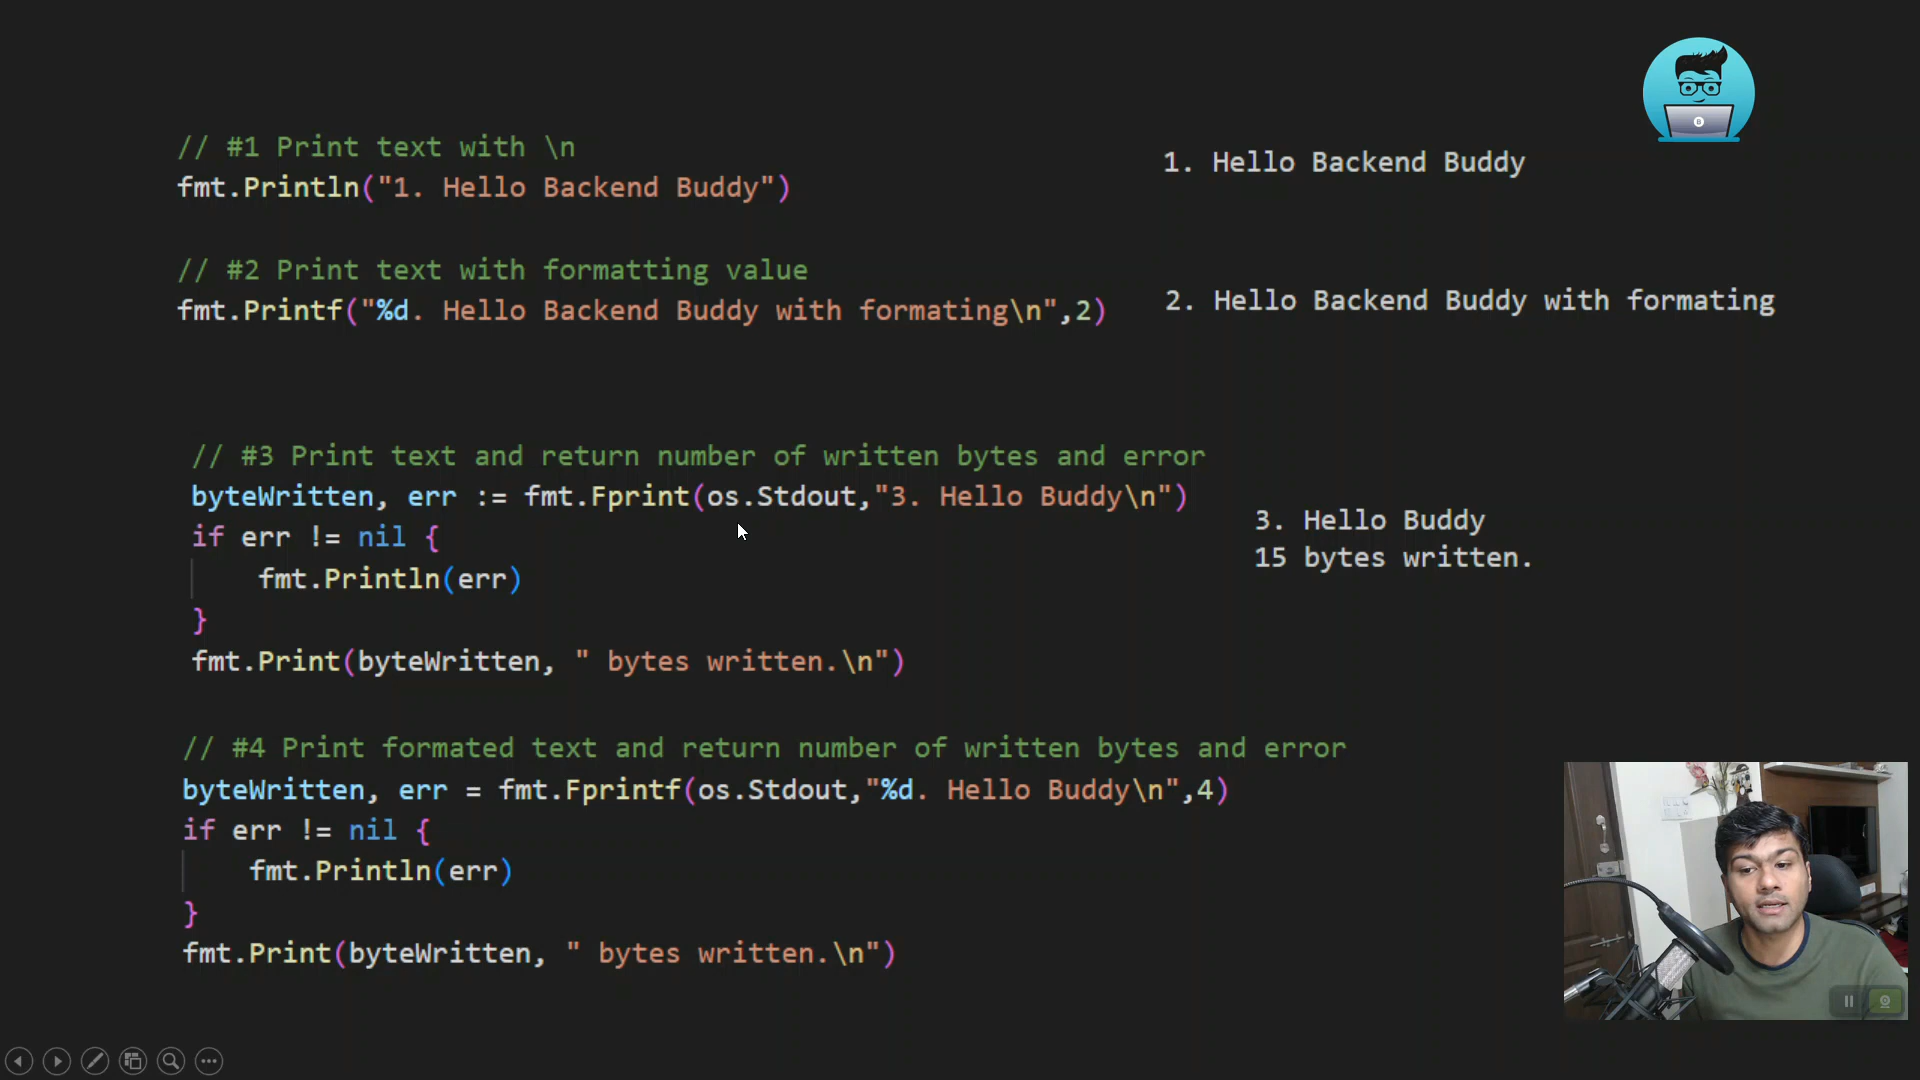 // #1 Print text with \n
fmt.Println("1. Hello Backend Buddy")
1. Hello Backend Buddy
// #2 Print text with formatting value
fmt.Printf("%d. Hello Backend Buddy with formating\n",2)
2. Hello Backend Buddy with formating
// #3 Print text and return number of written bytes and error
byteWritten, err := fmt.Fprint(os.Stdout,"3. Hello Buddy\n")
if err != nil {
fmt.Println(err)
}
fmt.Print(byteWritten, " bytes written.\n")
3. Hello Buddy
15 bytes written.
// #4 Print formated text and return number of written bytes and error
byteWritten, err = fmt.Fprintf(os.Stdout,"%d. Hello Buddy\n",4)
if err != nil {
fmt.Println(err)
}
fmt.Print(byteWritten, " bytes written.\n")